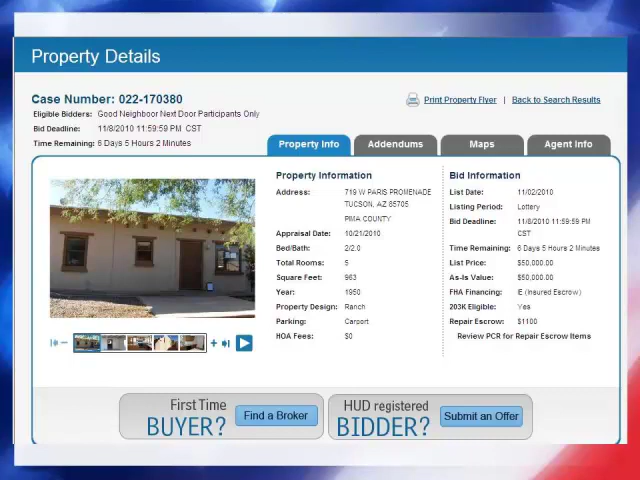 Property Details
Case Number: 022-170380
Print Property Flyer | Back to Search Results
Eligible Bidders: Good Neighbor Next Door Participants Only
Bid Deadline: 11/8/2010 11:59:59 PM CST
Time Remaining: 6 Days 5 Hours 2 Minutes
Property Info
Addendums
Maps
Agent Info
Property Information
Address: 719 W PARIS PROMENADE
TUCSON, AZ 85705
PIMA COUNTY
Appraisal Date: 10/21/2010
Bed/Bath: 2/2.0
Total Rooms: 5
Square Feet: 963
Year: 1950
Property Design: Ranch
Parking: Carport
HOA Fees: $0
Bid Information
List Date: 11/02/2010
Listing Period: Lottery
Bid Deadline: 11/8/2010 11:59:59 PM
CST
Time Remaining: 6 Days 5 Hours 2 Minutes
List Price: $50,000.00
As-Is Value: $50,000.00
FHA Financing: IE (Insured Escrow)
203K Eligible: Yes
Repair Escrow: $1100
Review PCR for Repair Escrow Items
First Time
BUYER?
Find a Broker
HUD registered
BIDDER?
Submit an Offer